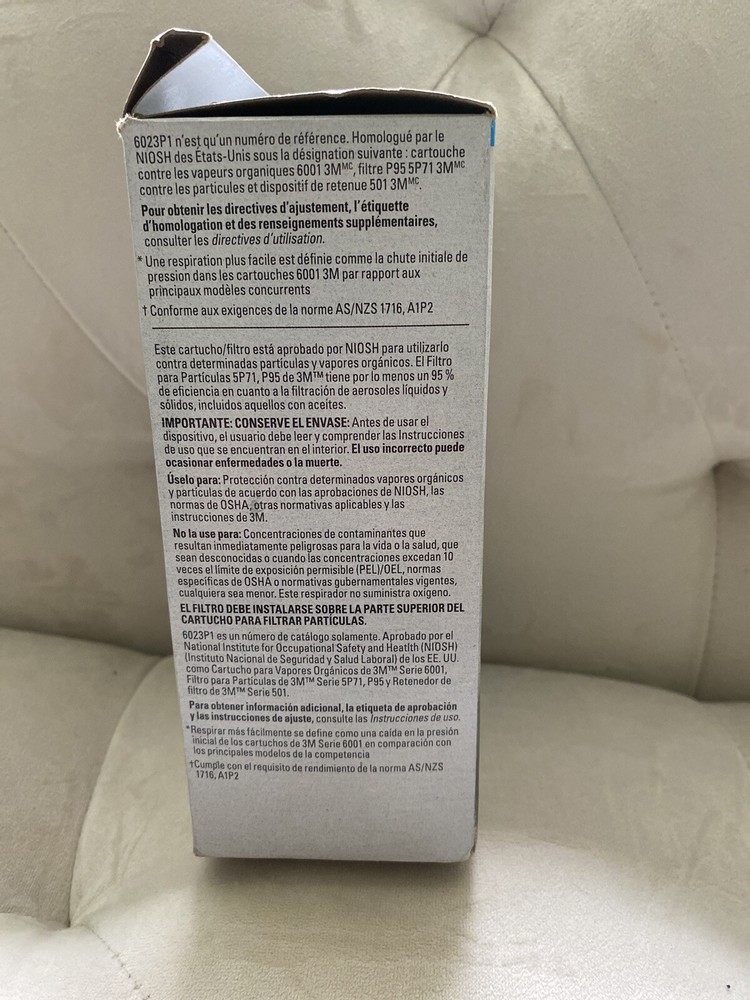 6023P1 n'est qu'un numéro de référence. Homologué par le
NIOSH des États-Unis sous la désignation suivante : cartouche
contre les vapeurs organiques 6001 3Mᴹᶜ, filtre P95 5P71 3Mᴹᶜ
contre les particules et dispositif de retenue 501 3Mᴹᶜ.
Pour obtenir les directives d'ajustement, l'étiquette
d'homologation et des renseignements supplémentaires,
consulter les directives d'utilisation.
* Une respiration plus facile est définie comme la chute initiale de
pression dans les cartouches 6001 3M par rapport aux
principaux modèles concurrents
† Conforme aux exigences de la norme AS/NZS 1716, A1P2
Este cartucho/filtro está aprobado por NIOSH para utilizarlo
contra determinadas partículas y vapores orgánicos. El Filtro
para Partículas 5P71, P95 de 3M™ tiene por lo menos un 95 %
de eficiencia en cuanto a la filtración de aerosoles líquidos y
sólidos, incluidos aquellos con aceites.
IMPORTANTE: CONSERVE EL ENVASE: Antes de usar el
dispositivo, el usuario debe leer y comprender las Instrucciones
de uso que se encuentran en el interior. El uso incorrecto puede
ocasionar enfermedades o la muerte.
Úselo para: Protección contra determinados vapores orgánicos
y partículas de acuerdo con las aprobaciones de NIOSH, las
normas de OSHA, otras normativas aplicables y las
instrucciones de 3M.
No la use para: Concentraciones de contaminantes que
resultan inmediatamente peligrosas para la vida o la salud, que
sean desconocidas o cuando las concentraciones excedan 10
veces el límite de exposición permisible (PEL)/OEL, normas
específicas de OSHA o normativas gubernamentales vigentes,
cualquiera sea menor. Este respirador no suministra oxígeno.
EL FILTRO DEBE INSTALARSE SOBRE LA PARTE SUPERIOR DEL
CARTUCHO PARA FILTRAR PARTÍCULAS.
6023P1 es un número de catálogo solamente. Aprobado por el
National Institute for Occupational Safety and Heatlth (NIOSH)
(Instituto Nacional de Seguridad y Salud Laboral) de los EE. UU.
como Cartucho para Vapores Orgánicos de 3M™ Serie 6001,
Filtro para Partículas de 3M™ Serie 5P71, P95 y Retenedor de
filtro de 3M™ Serie 501.
Para obtener información adicional, la etiqueta de aprobación
y las instrucciones de ajuste, consulte las Instrucciones de uso.
*Respirar más fácilmente se define como una caída en la presión
inicial de los cartuchos de 3M Serie 6001 en comparación con
los principales modelos de la competencia
†Cumple con el requisito de rendimiento de la norma AS/NZS
1716, A1P2